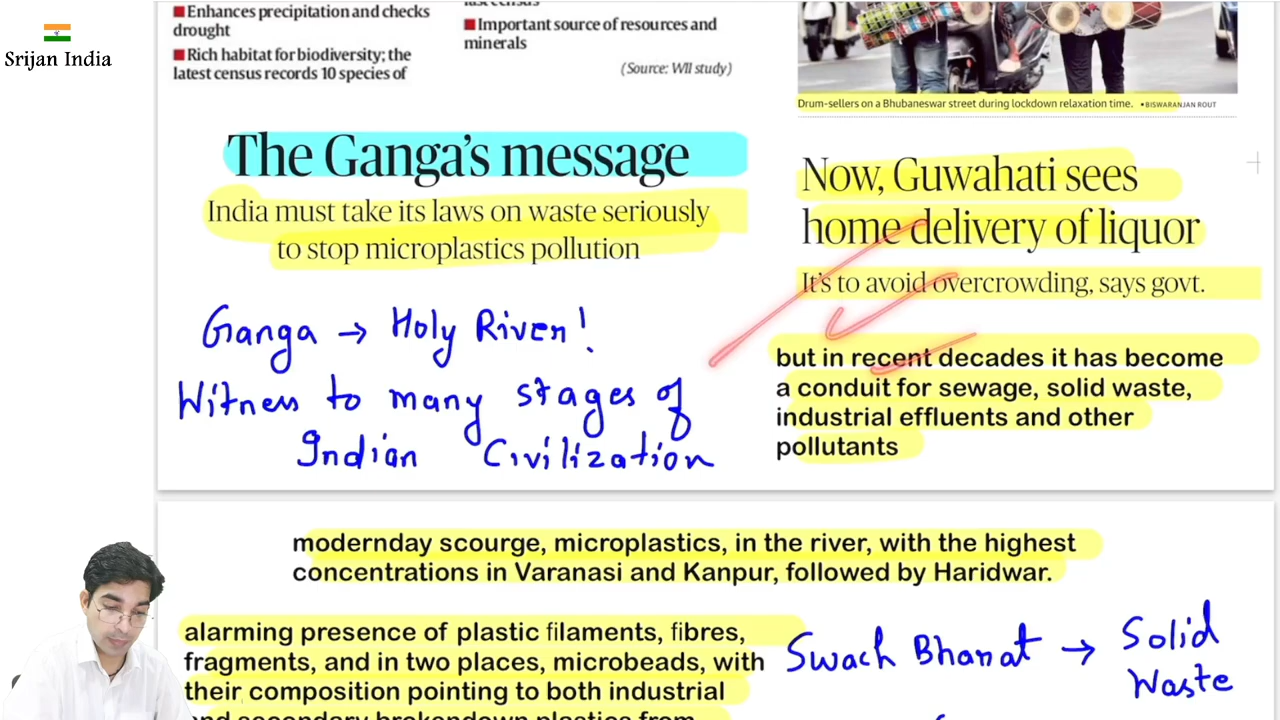 Srijan India
■ Enhances precipitation and checks
drought
■ Rich habitat for biodiversity; the
latest census records 10 species of
■ Important source of resources and
minerals
(Source: WII study)
Drum-sellers on a Bhubaneswar street during lockdown relaxation time. •BISWARANJAN ROUT
The Ganga's message
India must take its laws on waste seriously
to stop microplastics pollution
Now, Guwahati sees
home delivery of liquor
It's to avoid overcrowding, says govt.
Ganga → Holy River!
Witness to many stages of
Indian Civilization
but in recent decades it has become
a conduit for sewage, solid waste,
industrial effluents and other
pollutants
modernday scourge, microplastics, in the river, with the highest
concentrations in Varanasi and Kanpur, followed by Haridwar.
alarming presence of plastic filaments, fibres,
fragments, and in two places, microbeads, with
their composition pointing to both industrial
and secondary brokendown plastics from
Swach Bharat → Solid
Waste